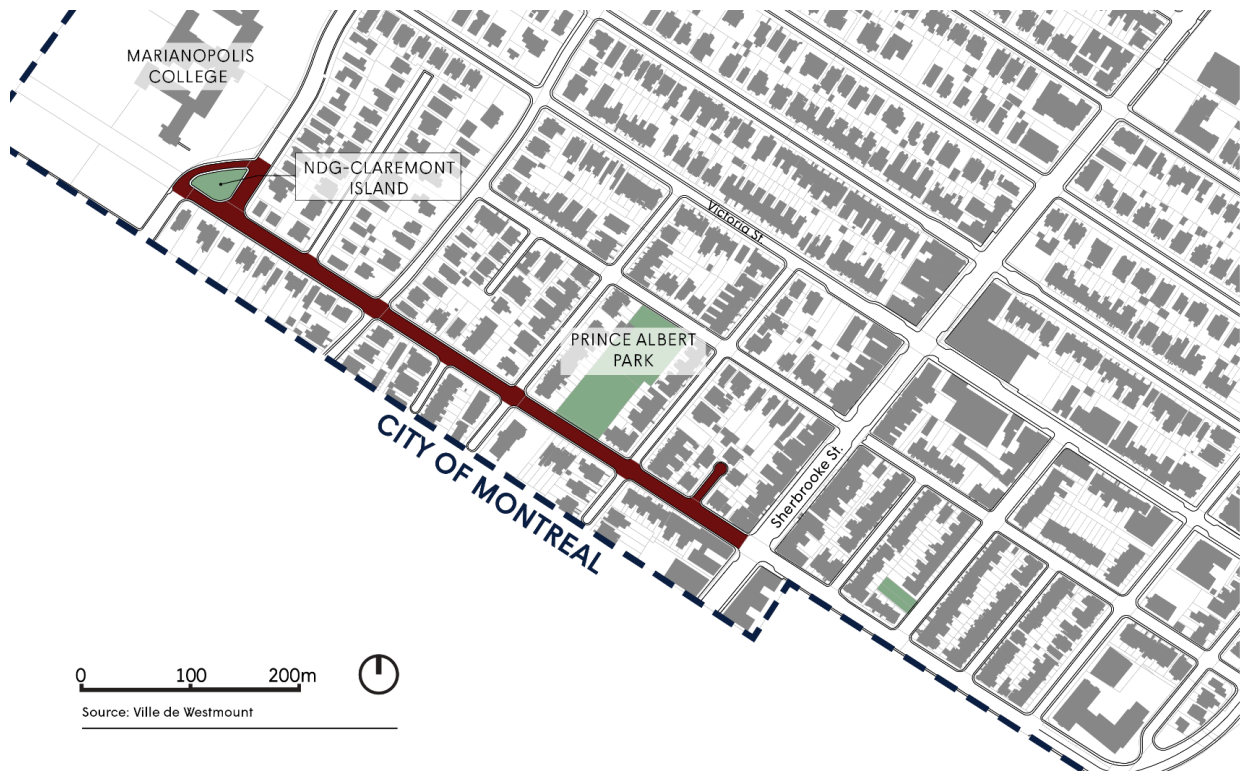 MARIANOPOLIS
COLLEGE
NDG-CLAREMONT
ISLAND
Victoria St.
PRINCE ALBERT
PARK
CITY OF MONTREAL
Sherbrooke St.
0 100 200m
Source: Ville de Westmount